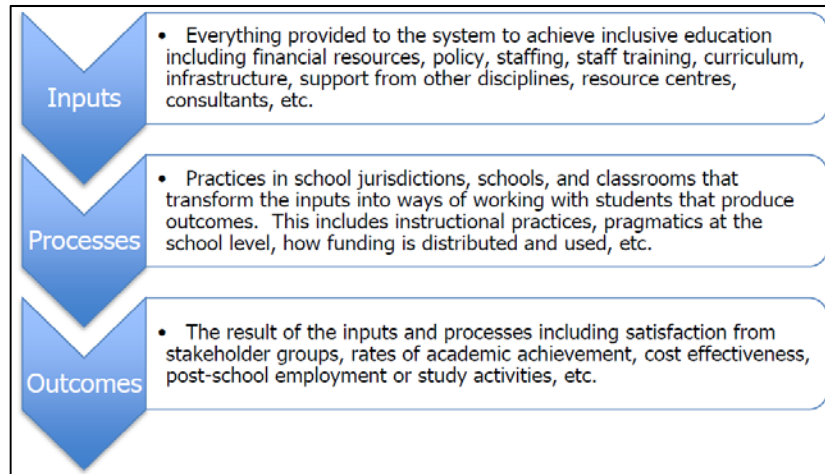 Inputs
• Everything provided to the system to achieve inclusive education
including financial resources, policy, staffing, staff training, curriculum,
infrastructure, support from other disciplines, resource centres,
consultants, etc.
Processes
• Practices in school jurisdictions, schools, and classrooms that
transform the inputs into ways of working with students that produce
outcomes. This includes instructional practices, pragmatics at the
school level, how funding is distributed and used, etc.
Outcomes
• The result of the inputs and processes including satisfaction from
stakeholder groups, rates of academic achievement, cost effectiveness,
post-school employment or study activities, etc.